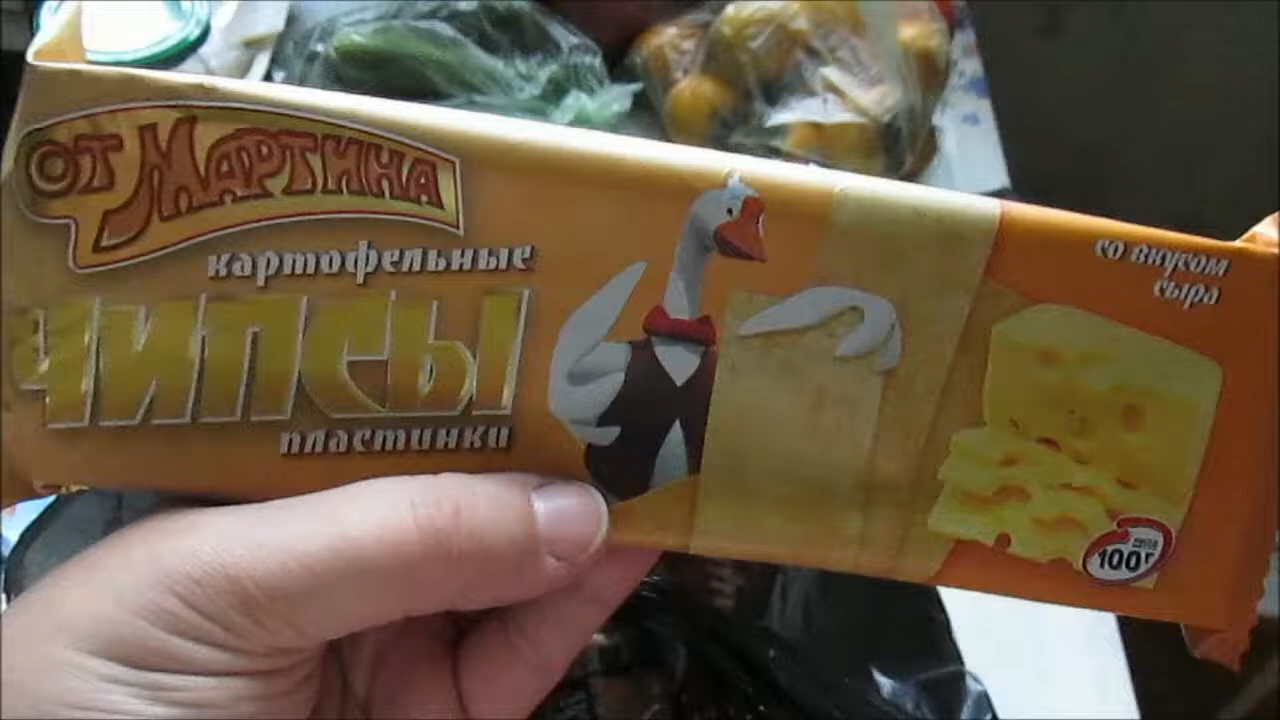 от Мартина
картофельные
чипсы
пластинки
со вкусом
сыра
100г